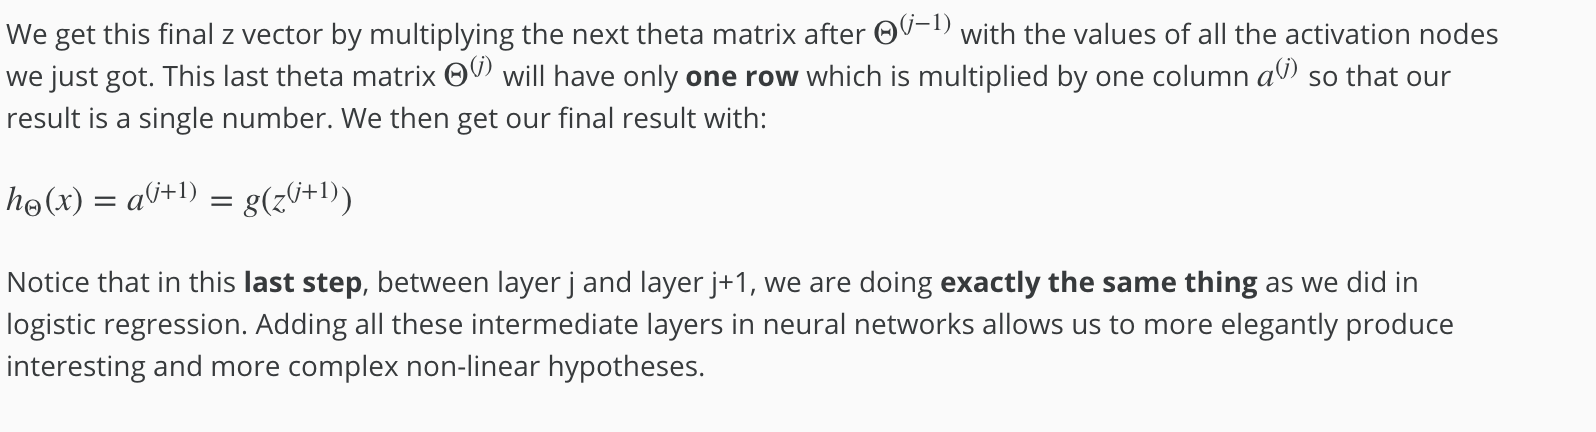 We get this final z vector by multiplying the next theta matrix after Θ^(j−1) with the values of all the activation nodes
we just got. This last theta matrix Θ^(j) will have only one row which is multiplied by one column a^(j) so that our
result is a single number. We then get our final result with:
h_Θ(x) = a^(j+1) = g(z^(j+1))
Notice that in this last step, between layer j and layer j+1, we are doing exactly the same thing as we did in
logistic regression. Adding all these intermediate layers in neural networks allows us to more elegantly produce
interesting and more complex non-linear hypotheses.